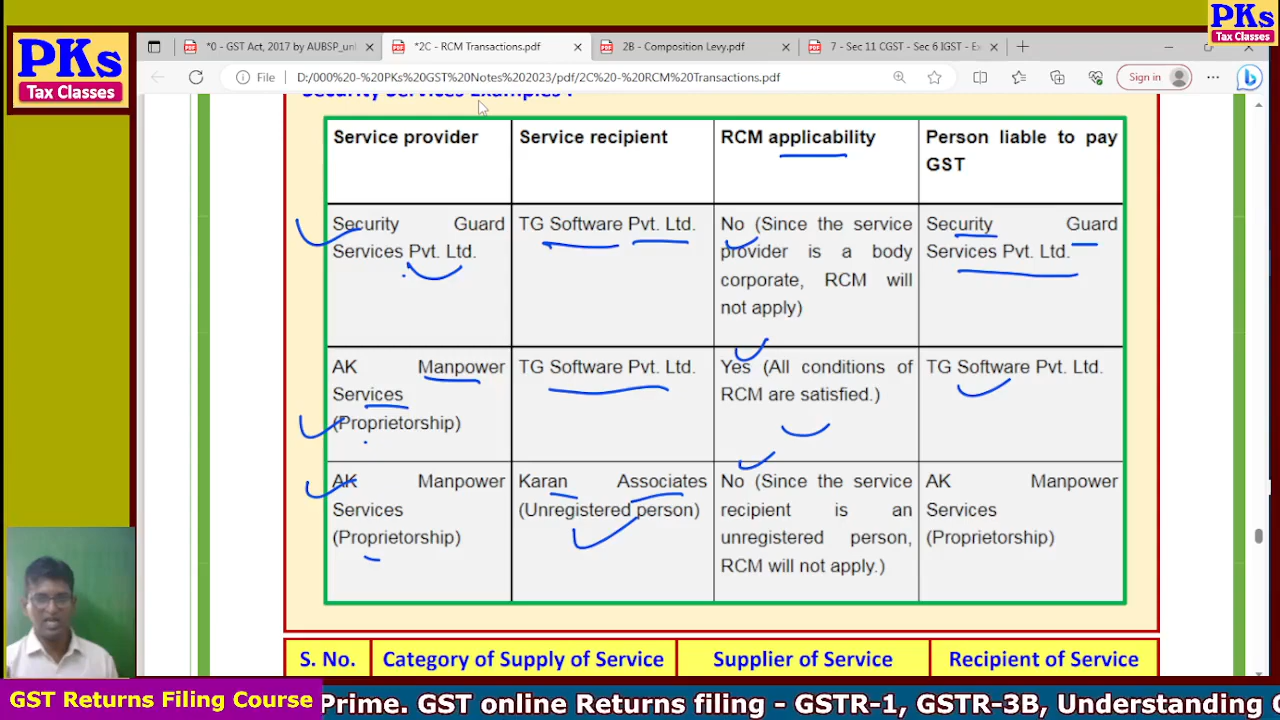 PKs
Tax Classes
*0 - GST Act, 2017 by AUBSP_unl
*2C - RCM Transactions.pdf
2B - Composition Levy.pdf
7 - Sec 11 CGST - Sec 6 IGST - E
PKs
Tax Classes
File
D:/000%20-%20PKs%20GST%20Notes%202023/pdf/2C%20-%20RCM%20Transactions.pdf
Sign in
Security Services Examples :
Service provider
Service recipient
RCM applicability
Person liable to pay
GST
Security Guard
Services Pvt. Ltd.
TG Software Pvt. Ltd.
No (Since the service
provider is a body
corporate, RCM will
not apply)
Security Guard
Services Pvt. Ltd.
AK Manpower
Services
(Proprietorship)
TG Software Pvt. Ltd.
Yes (All conditions of
RCM are satisfied.)
TG Software Pvt. Ltd.
AK Manpower
Services
(Proprietorship)
Karan Associates
(Unregistered person)
No (Since the service
recipient is an
unregistered person,
RCM will not apply.)
AK Manpower
Services
(Proprietorship)
S. No.
Category of Supply of Service
Supplier of Service
Recipient of Service
GST Returns Filing Course
Prime. GST online Returns filing - GSTR-1, GSTR-3B, Understanding